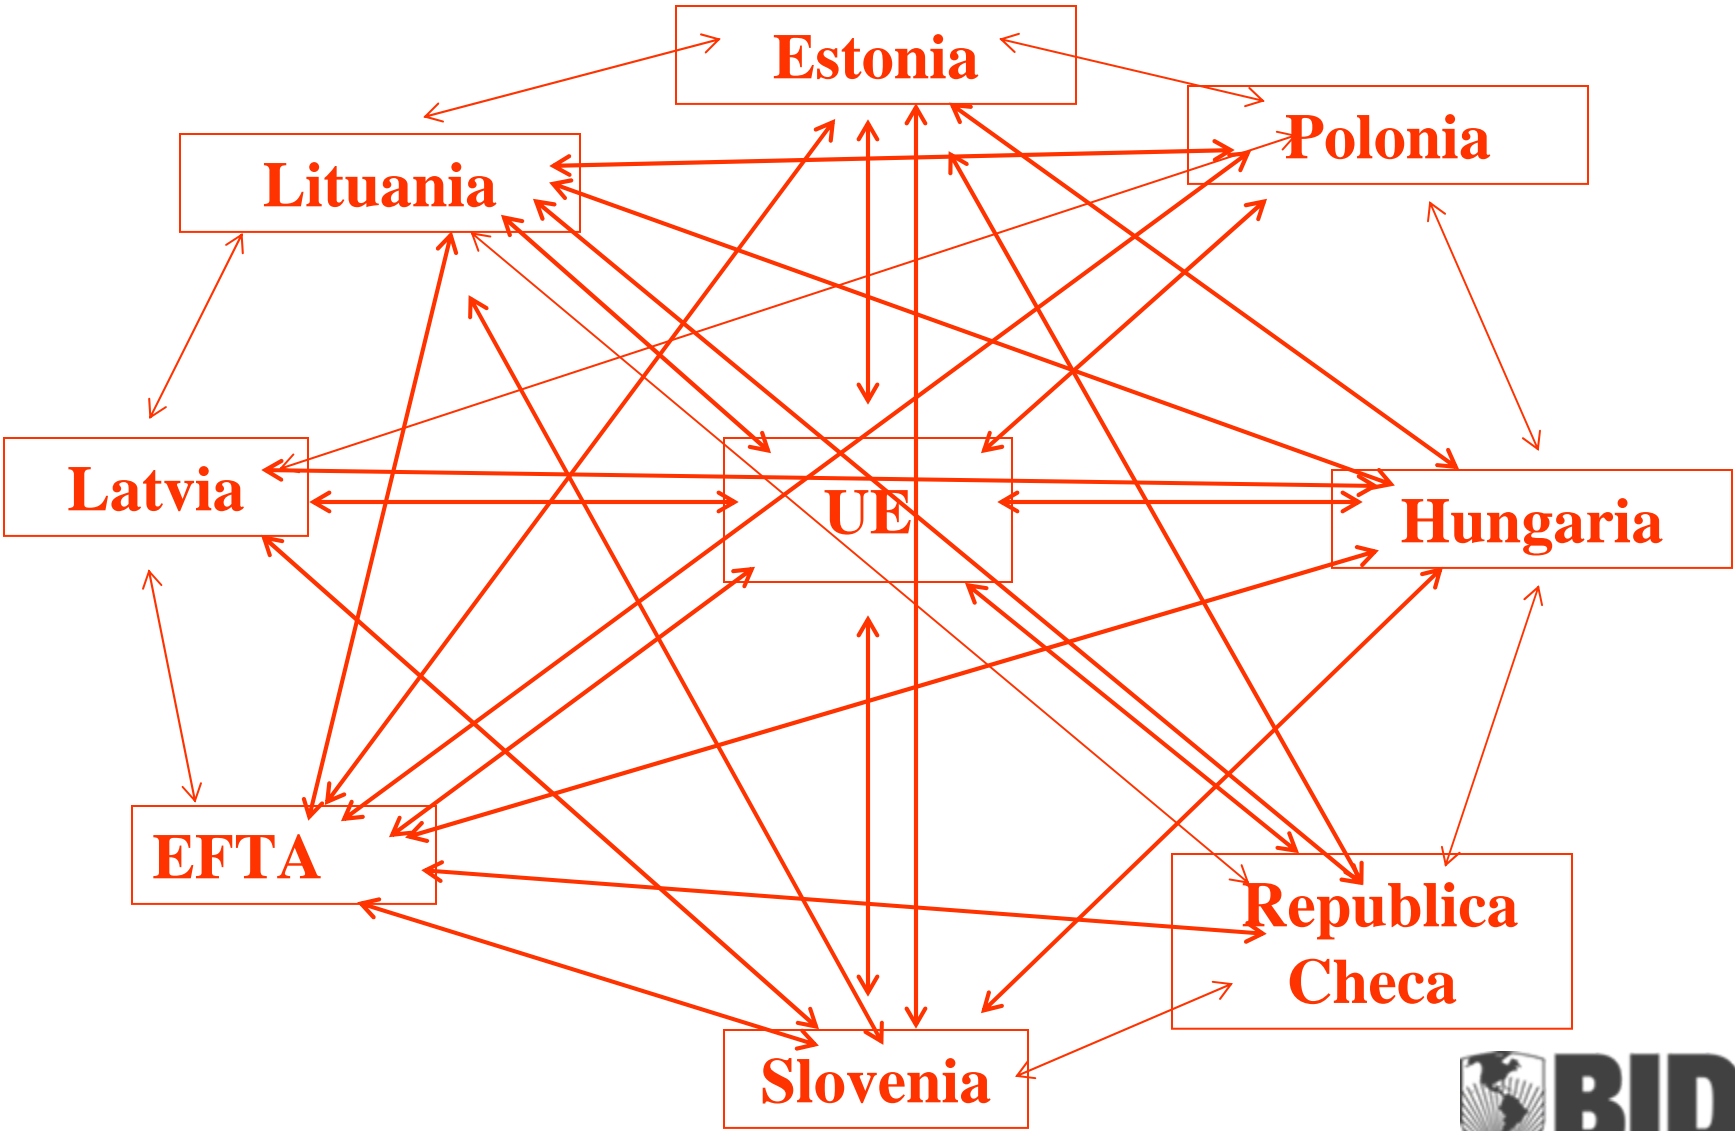 Estonia
Polonia
Lituania
Latvia
UE
Hungaria
EFTA
Republica
Checa
Slovenia
BID